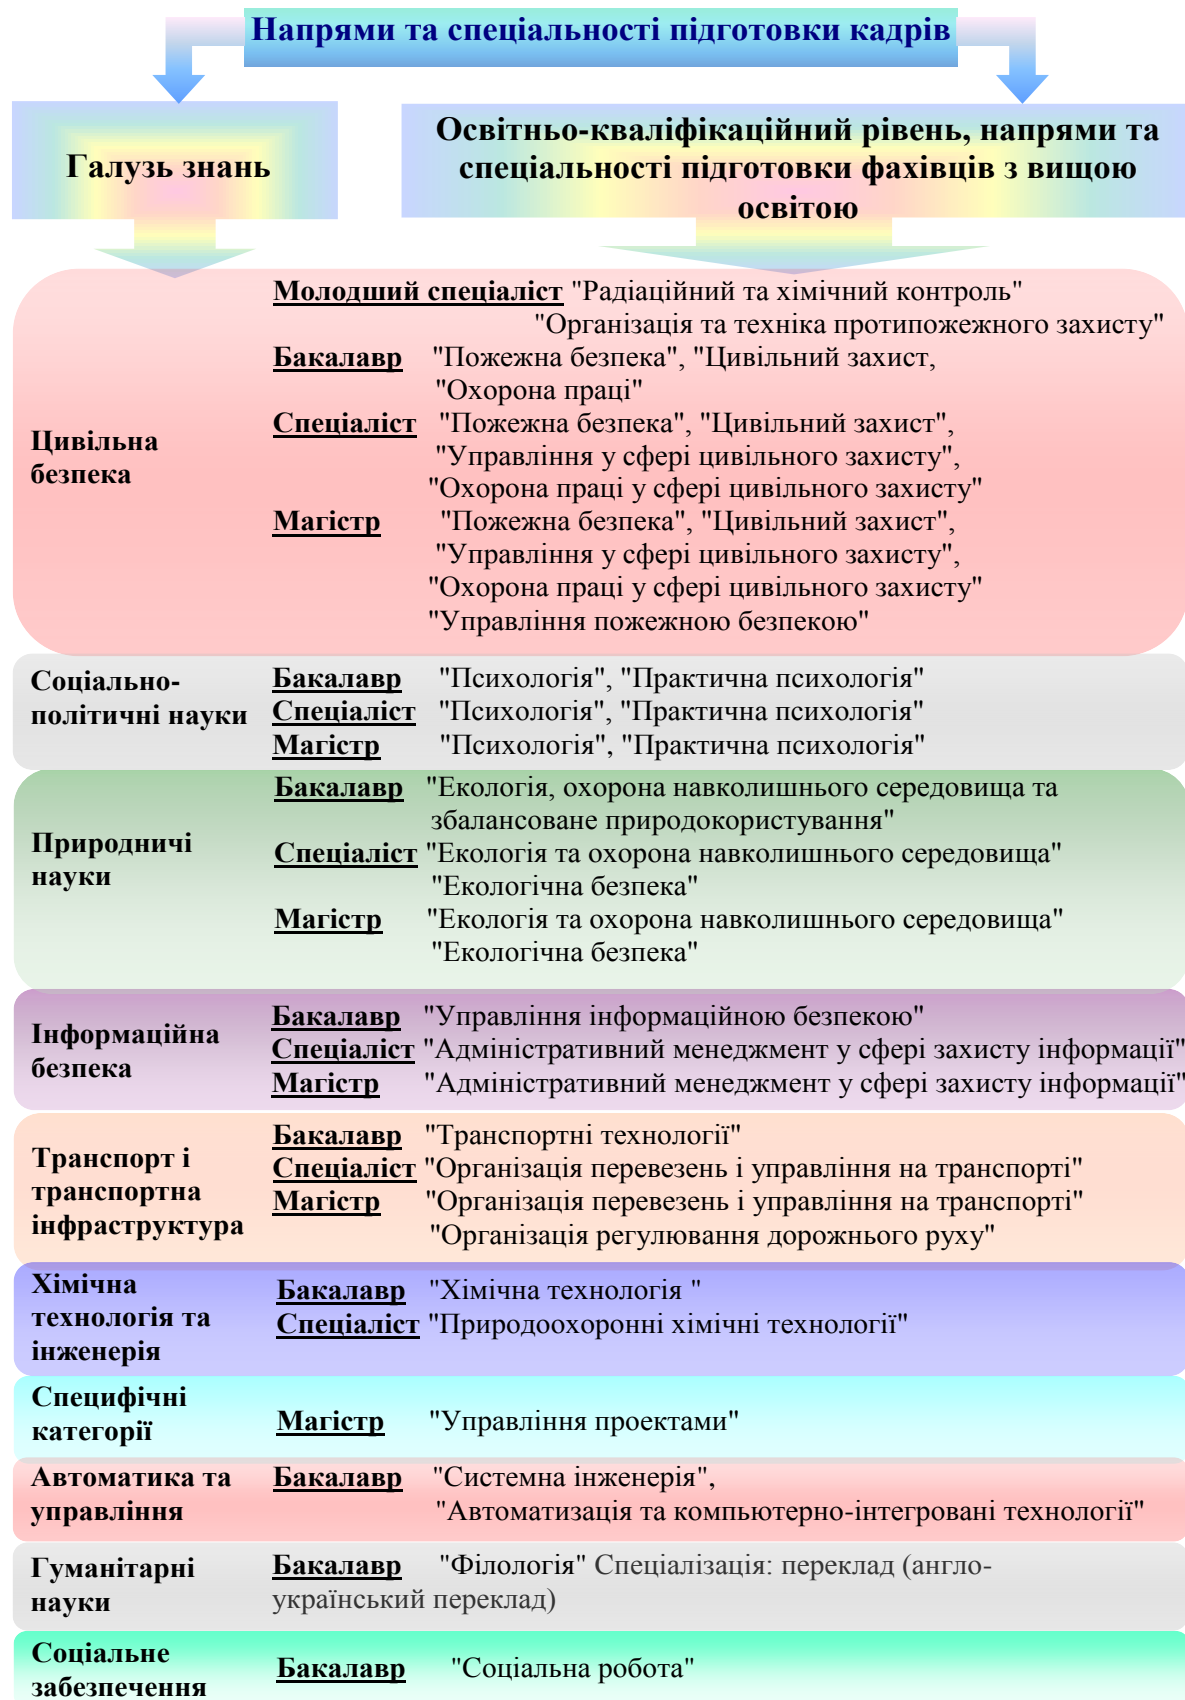 Напрями та спеціальності підготовки кадрів
Галузь знань
Освітньо-кваліфікаційний рівень, напрями та
спеціальності підготовки фахівців з вищою
освітою
Цивільна
безпека
Молодший спеціаліст "Радіаційний та хімічний контроль"
"Організація та техніка протипожежного захисту"
Бакалавр "Пожежна безпека", "Цивільний захист,
"Охорона праці"
Спеціаліст "Пожежна безпека", "Цивільний захист",
"Управління у сфері цивільного захисту",
"Охорона праці у сфері цивільного захисту"
Магістр "Пожежна безпека", "Цивільний захист",
"Управління у сфері цивільного захисту",
"Охорона праці у сфері цивільного захисту"
"Управління пожежною безпекою"
Соціально-
політичні науки
Бакалавр "Психологія", "Практична психологія"
Спеціаліст "Психологія", "Практична психологія"
Магістр "Психологія", "Практична психологія"
Природничі
науки
Бакалавр "Екологія, охорона навколишнього середовища та
збалансоване природокористування"
Спеціаліст "Екологія та охорона навколишнього середовища"
"Екологічна безпека"
Магістр "Екологія та охорона навколишнього середовища"
"Екологічна безпека"
Інформаційна
безпека
Бакалавр "Управління інформаційною безпекою"
Спеціаліст "Адміністративний менеджмент у сфері захисту інформації"
Магістр "Адміністративний менеджмент у сфері захисту інформації"
Транспорт і
транспортна
інфраструктура
Бакалавр "Транспортні технології"
Спеціаліст "Організація перевезень і управління на транспорті"
Магістр "Організація перевезень і управління на транспорті"
"Організація регулювання дорожнього руху"
Хімічна
технологія та
інженерія
Бакалавр "Хімічна технологія "
Спеціаліст "Природоохоронні хімічні технології"
Специфічні
категорії
Магістр "Управління проектами"
Автоматика та
управління
Бакалавр "Системна інженерія",
"Автоматизація та компьютерно-інтегровані технології"
Гуманітарні
науки
Бакалавр "Філологія" Спеціалізація: переклад (англо-
український переклад)
Соціальне
забезпечення
Бакалавр "Соціальна робота"